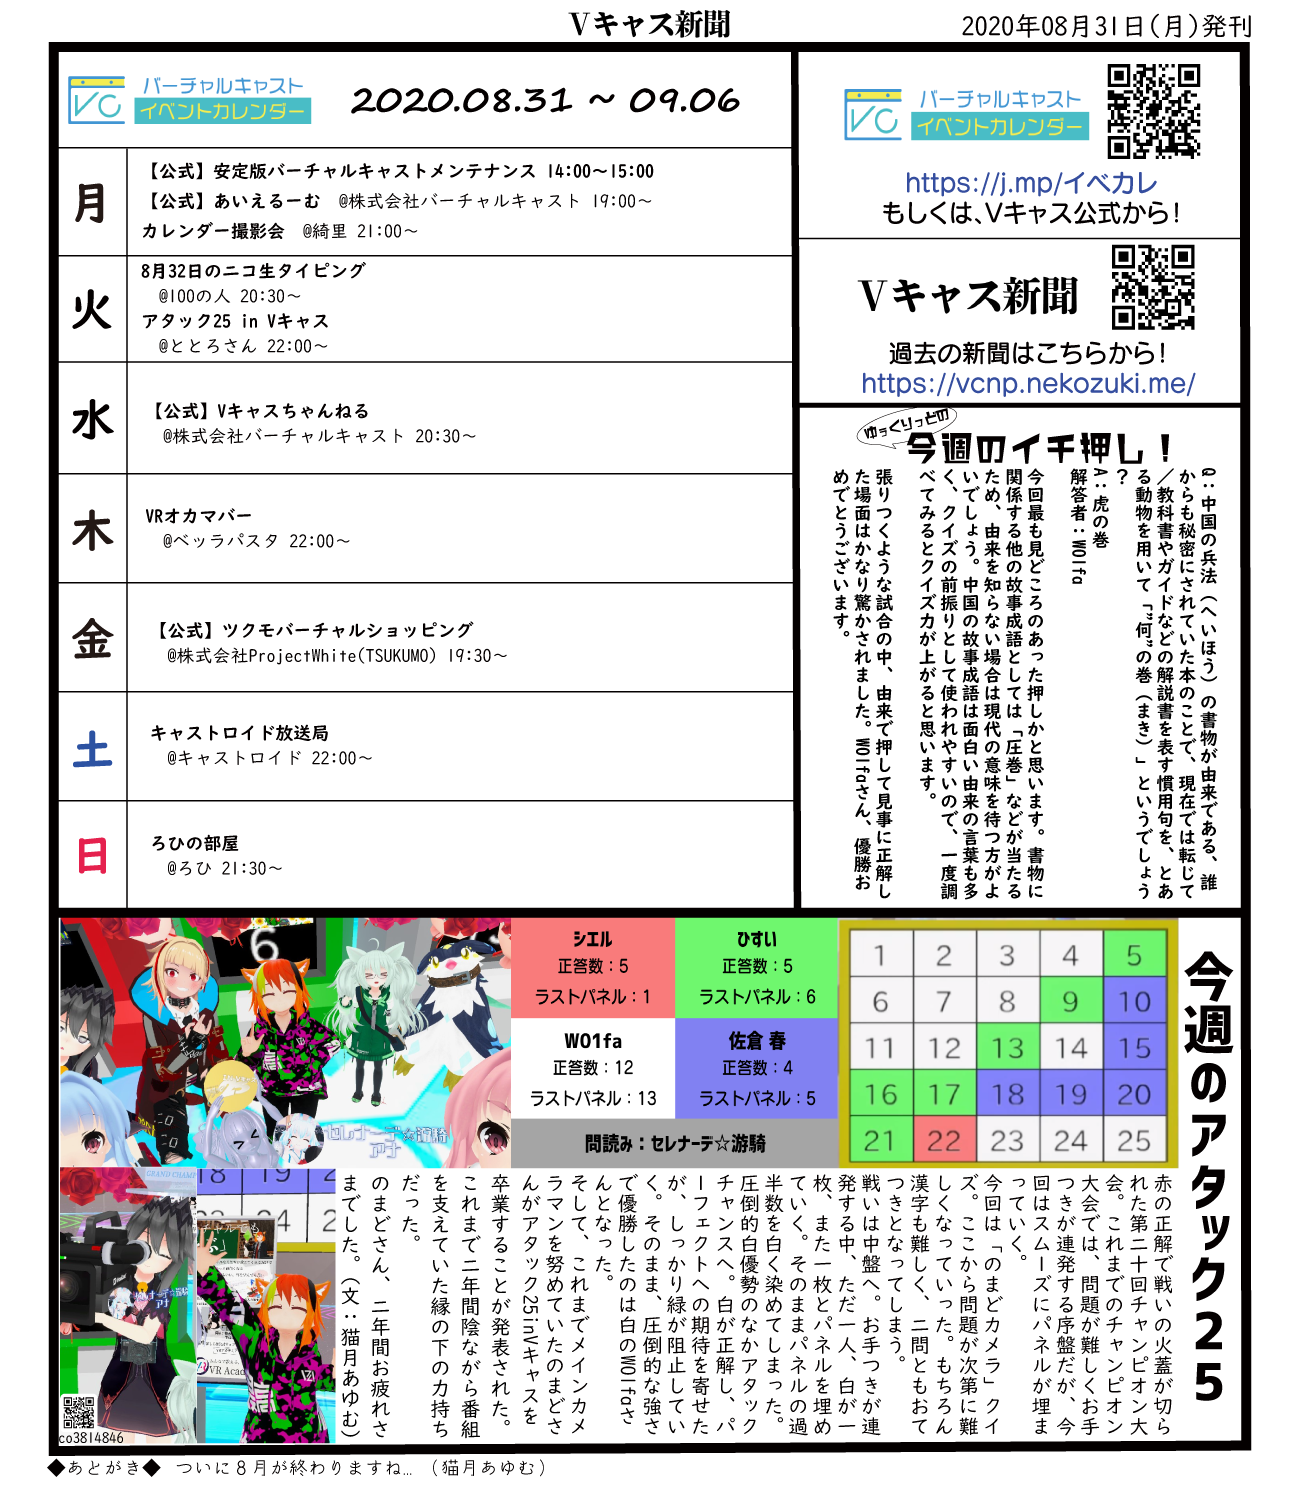 Vキャス新聞
2020年08月31日(月)発刊
VC
バーチャルキャスト
イベントカレンダー
2020.08.31 ~ 09.06
月
【公式】安定版バーチャルキャストメンテナンス 14:00~15:00
【公式】あいえるーむ @株式会社バーチャルキャスト 19:00~
カレンダー撮影会 @綺里 21:00~
火
8月32日のニコ生タイピング
@100の人 20:30~
アタック25 in Vキャス
@ととろさん 22:00~
水
【公式】Vキャスちゃんねる
@株式会社バーチャルキャスト 20:30~
木
VRオカマバー
@ベッラパスタ 22:00~
金
【公式】ツクモバーチャルショッピング
@株式会社ProjectWhite(TSUKUMO) 19:30~
土
キャストロイド放送局
@キャストロイド 22:00~
日
ろひの部屋
@ろひ 21:30~
VC
バーチャルキャスト
イベントカレンダー
https://j.mp/イベカレ
もしくは、Vキャス公式から!
Vキャス新聞
過去の新聞はこちらから!
https://vcnp.nekozuki.me/
ゆっくりっどの
今週のイチ押し!
Q:中国の兵法(へいほう)の書物が由来である、誰
からも秘密にされていた本のことで、現在では転じて
/教科書やガイドなどの解説書を表す慣用句を、とあ
る動物を用いて「"何"の巻(まき)」というでしょう
?
A:虎の巻
解答者:W01fa
今回最も見どころのあった押しかと思います。書物に
関係する他の故事成語としては「圧巻」などが当たる
ため、由来を知らない場合は現代の意味を待つ方がよ
いでしょう。中国の故事成語は面白い由来の言葉も多
く、クイズの前振りとして使われやすいので、一度調
べてみるとクイズ力が上がると思います。
張りつくような試合の中、由来で押して見事に正解し
た場面はかなり驚かされました。W01faさん、優勝お
めでとうございます。
6
セレナーデ☆游騎
アナ
シエル
正答数:5
ラストパネル:1
ひすい
正答数:5
ラストパネル:6
W01fa
正答数:12
ラストパネル:13
佐倉 春
正答数:4
ラストパネル:5
問読み:セレナーデ☆游騎
1 2 3 4 5
6 7 8 9 10
11 12 13 14 15
16 17 18 19 20
21 22 23 24 25
今週のアタック25
赤の正解で戦いの火蓋が切ら
れた第二十回チャンピオン大
会。これまでのチャンピオン
大会では、問題が難しくお手
つきが連発する序盤だが、今
回はスムーズにパネルが埋ま
っていく。
今回は「のまどカメラ」クイ
ズ。ここから問題が次第に難
しくなっていった。もちろん
漢字も難しく、二問ともおて
つきとなってしまう。
戦いは中盤へ。お手つきが連
発する中、ただ一人、白が一
枚、また一枚とパネルを埋め
ていく。そのままパネルの過
半数を白く染めてしまった。
圧倒的白優勢のなかアタック
チャンスへ。白が正解し、パ
ーフェクトへの期待を寄せた
が、しっかり緑が阻止してい
く。そのまま、圧倒的な強さ
で優勝したのは白のW01faさ
んとなった。
そして、これまでメインカメ
ラマンを努めていたのまどさ
んがアタック25inVキャスを
卒業することが発表された。
これまで二年間陰ながら番組
を支えていた縁の下の力持ち
だった。
のまどさん、二年間お疲れさ
までした。(文:猫月あゆむ)
GRAND CHAMP
18 19 2
24 2
VR Acad
co3814846
◆あとがき◆ ついに8月が終わりますね… (猫月あゆむ)